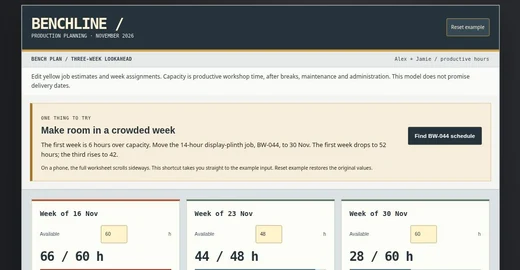 BENCHLINE /
PRODUCTION PLANNING · NOVEMBER 2026
Reset example
BENCH PLAN / THREE-WEEK LOOKAHEAD
Alex + Jamie / productive hours
Edit yellow job estimates and week assignments. Capacity is productive workshop time, after breaks, maintenance and administration. This model does not promise
delivery dates.
ONE THING TO TRY
Make room in a crowded week
The first week is 6 hours over capacity. Move the 14-hour display-plinth job, BW-044, to 30 Nov. The first week drops to 52
hours; the third rises to 42.
On a phone, the full worksheet scrolls sideways. This shortcut takes you straight to the example input. Reset example restores the original values.
Find BW-044 schedule
Week of 16 Nov
Available 60 h
66 / 60 h
Week of 23 Nov
Available 48 h
44 / 48 h
Week of 30 Nov
Available 60 h
28 / 60 h